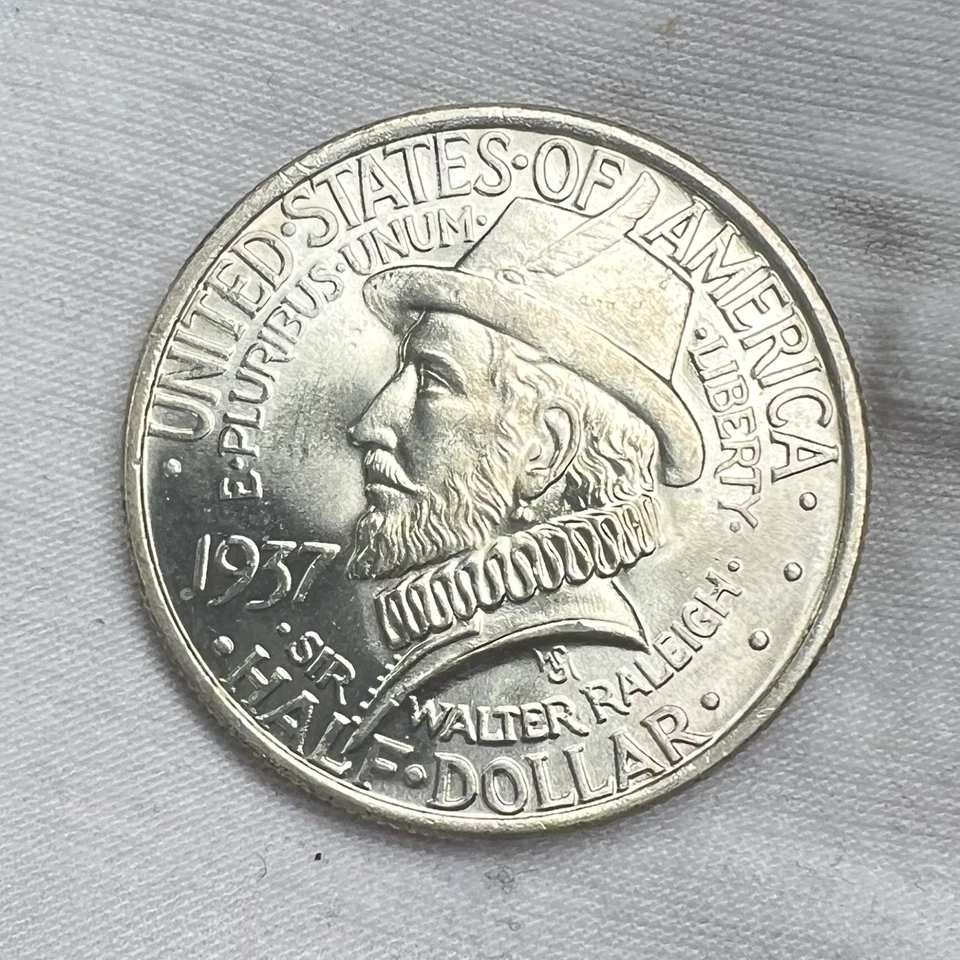 UNITED·STATES·OF AMERICA
E·PLURIBUS·UNUM·
·LIBERTY·
1937
·SIR WALTER RALEIGH·
·HALF·DOLLAR·